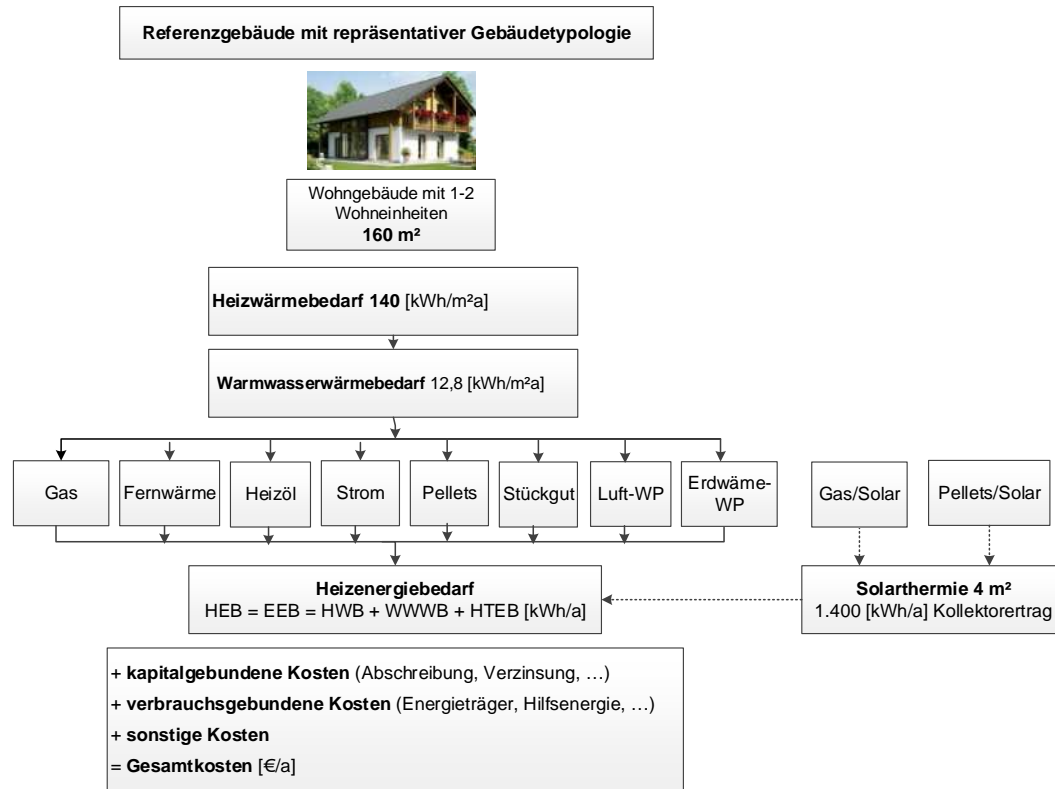 Referenzgebäude mit repräsentativer Gebäudetypologie
Wohngebäude mit 1-2
Wohneinheiten
160 m²
Heizwärmebedarf 140 [kWh/m²a]
Warmwasserwärmebedarf 12,8 [kWh/m²a]
Gas
Fernwärme
Heizöl
Strom
Pellets
Stückgut
Luft-WP
Erdwäme-
WP
Gas/Solar
Pellets/Solar
Heizenergiebedarf
HEB = EEB = HWB + WWWB + HTEB [kWh/a]
Solarthermie 4 m²
1.400 [kWh/a] Kollektorertrag
+ kapitalgebundene Kosten (Abschreibung, Verzinsung, …)
+ verbrauchsgebundene Kosten (Energieträger, Hilfsenergie, …)
+ sonstige Kosten
= Gesamtkosten [€/a]